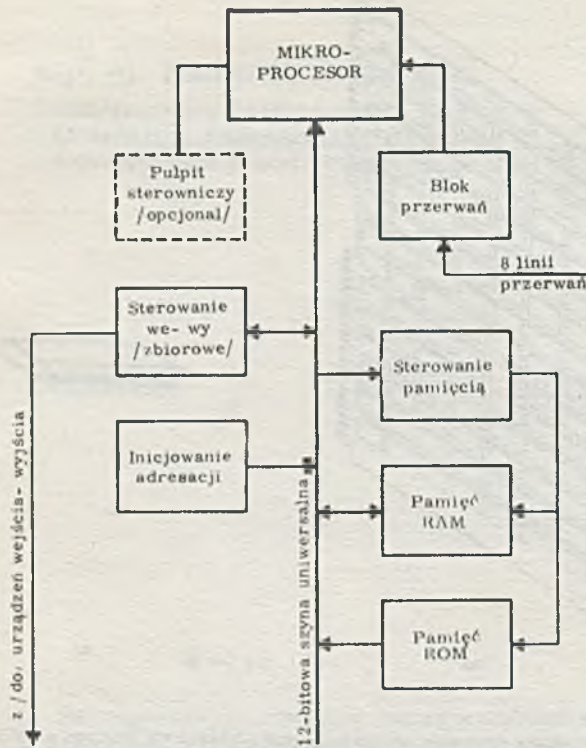 MIKRO-
PROCESOR
Pulpit
sterowniczy
/opcjonal/
Blok
przerwań
8 linii
przerwań
Sterowanie
we- wy
/zbiorowe/
Sterowanie
pamięcią
Inicjowanie
adresacji
Pamięć
RAM
Pamięć
ROM
z /do/ urządzeń wejścia- wyjścia
12-bitowa szyna uniwersalna